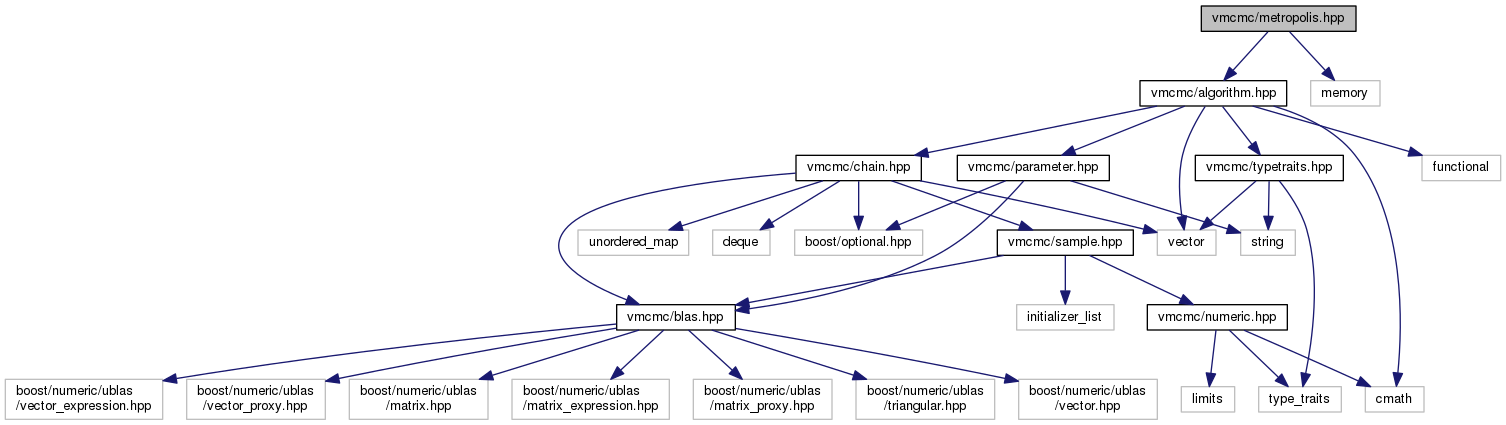 vmcmc/metropolis.hpp
vmcmc/algorithm.hpp
memory
vmcmc/chain.hpp
vmcmc/parameter.hpp
vmcmc/typetraits.hpp
functional
unordered_map
deque
boost/optional.hpp
vmcmc/sample.hpp
vector
string
vmcmc/blas.hpp
initializer_list
vmcmc/numeric.hpp
boost/numeric/ublas
/vector_expression.hpp
boost/numeric/ublas
/vector_proxy.hpp
boost/numeric/ublas
/matrix.hpp
boost/numeric/ublas
/matrix_expression.hpp
boost/numeric/ublas
/matrix_proxy.hpp
boost/numeric/ublas
/triangular.hpp
boost/numeric/ublas
/vector.hpp
limits
type_traits
cmath